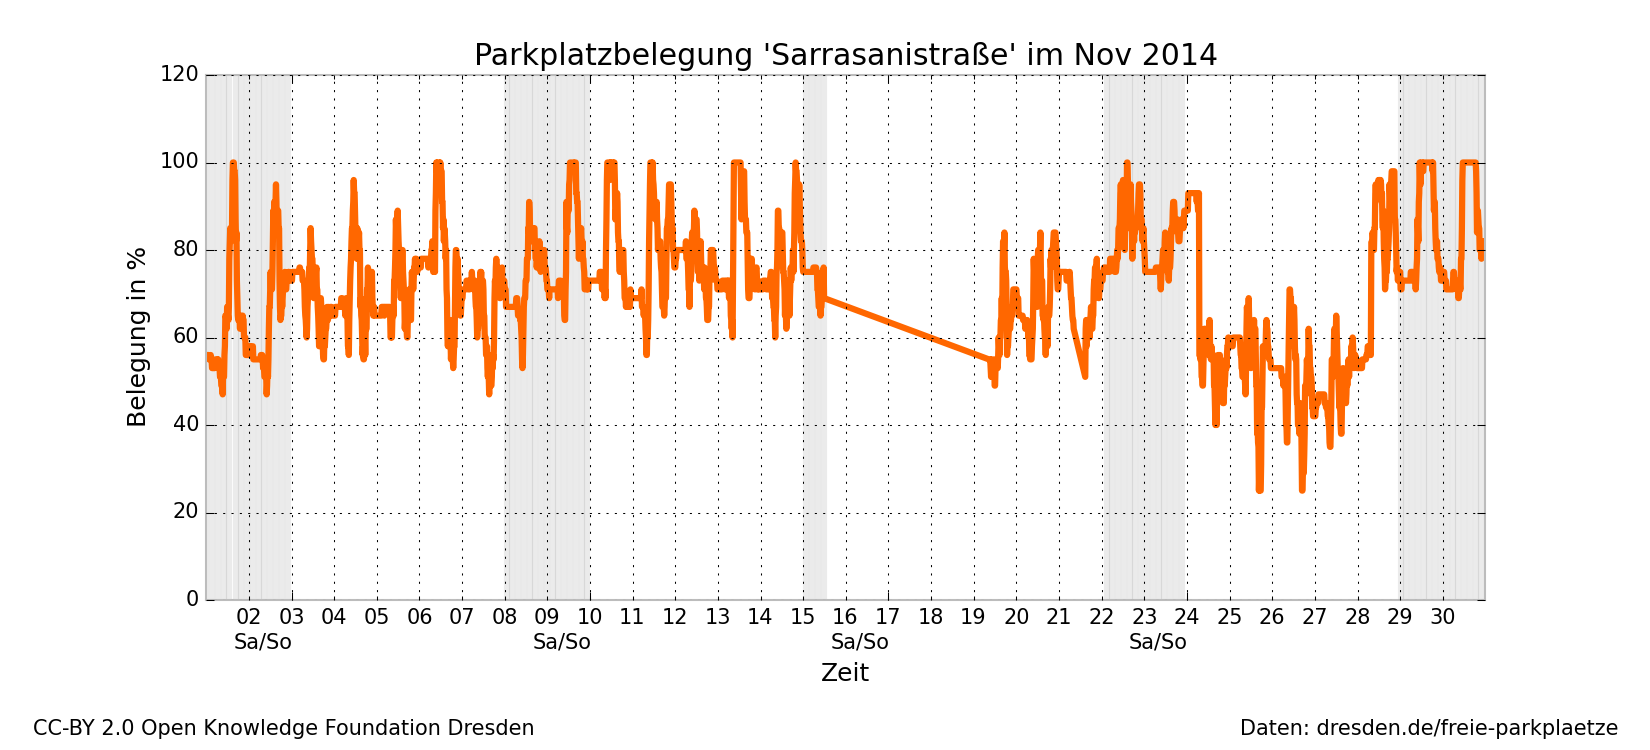 Parkplatzbelegung 'Sarrasanistraße' im Nov 2014
120
100
80
60
40
20
0
Belegung in %
02 03 04 05 06 07 08 09 10 11 12 13 14 15 16 17 18 19 20 21 22 23 24 25 26 27 28 29 30
Sa/So Sa/So Sa/So Sa/So
Zeit
CC-BY 2.0 Open Knowledge Foundation Dresden
Daten: dresden.de/freie-parkplaetze